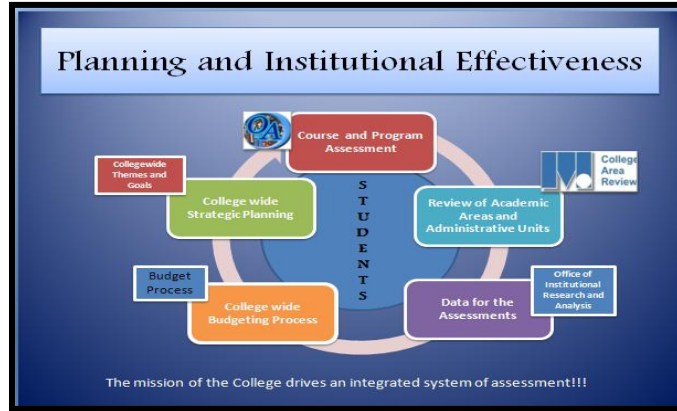 Planning and Institutional Effectiveness
OA
Course and Program
Assessment
College
Area
Review
Collegewide
Themes and
Goals
College wide
Strategic Planning
STUDENTS
Review of Academic
Areas and
Administrative Units
Budget
Process
College wide
Budgeting Process
Data for the
Assessments
Office of
Institutional
Research and
Analysis
The mission of the College drives an integrated system of assessment!!!